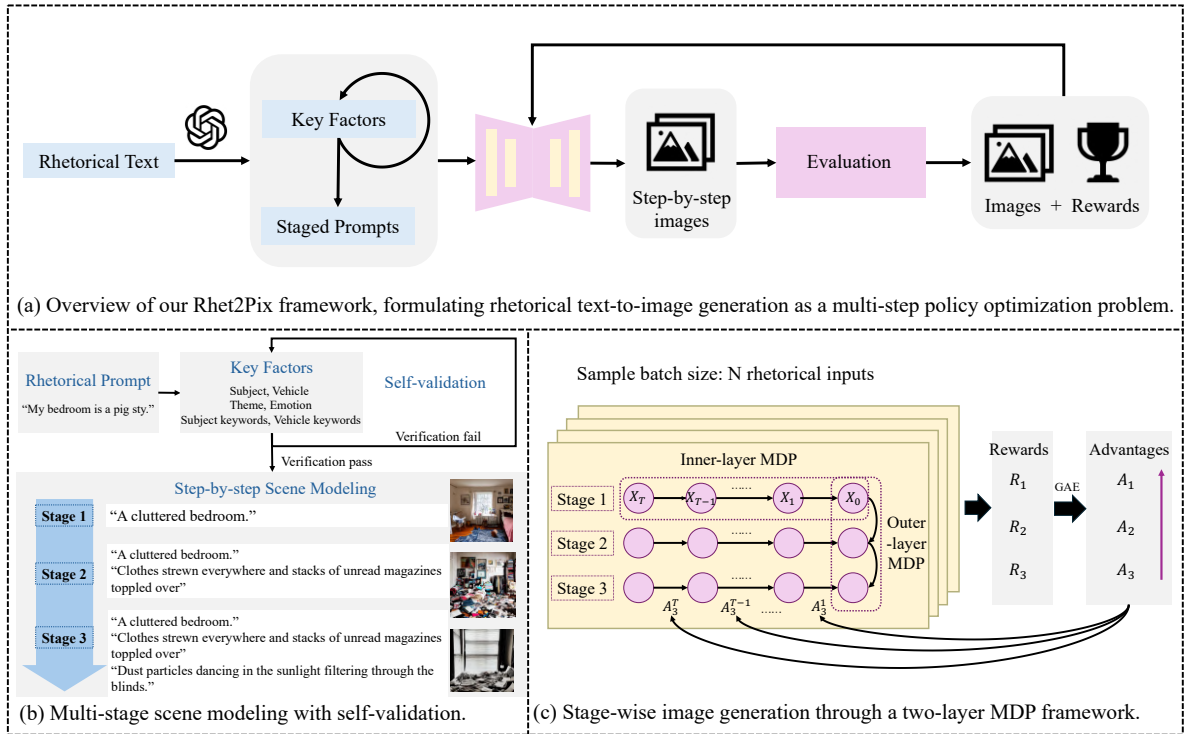 Rhetorical Text
Key Factors
Staged Prompts
Step-by-step
images
Evaluation
Images + Rewards
(a) Overview of our Rhet2Pix framework, formulating rhetorical text-to-image generation as a multi-step policy optimization problem.
Rhetorical Prompt
“My bedroom is a pig sty.”
Key Factors
Subject, Vehicle
Theme, Emotion
Subject keywords, Vehicle keywords
Self-validation
Verification fail
Verification pass
Step-by-step Scene Modeling
Stage 1
“A cluttered bedroom.”
Stage 2
“A cluttered bedroom.”
“Clothes strewn everywhere and stacks of unread magazines
toppled over”
Stage 3
“A cluttered bedroom.”
“Clothes strewn everywhere and stacks of unread magazines
toppled over”
“Dust particles dancing in the sunlight filtering through the
blinds.”
(b) Multi-stage scene modeling with self-validation.
Sample batch size: N rhetorical inputs
Inner-layer MDP
Stage 1
X_T X_{T-1} ...... X_1 X_0
Stage 2
......
Stage 3
......
Outer
-layer
MDP
A_3^T A_3^{T-1} ...... A_3^1
Rewards
R_1
R_2
R_3
GAE
Advantages
A_1
A_2
A_3
(c) Stage-wise image generation through a two-layer MDP framework.